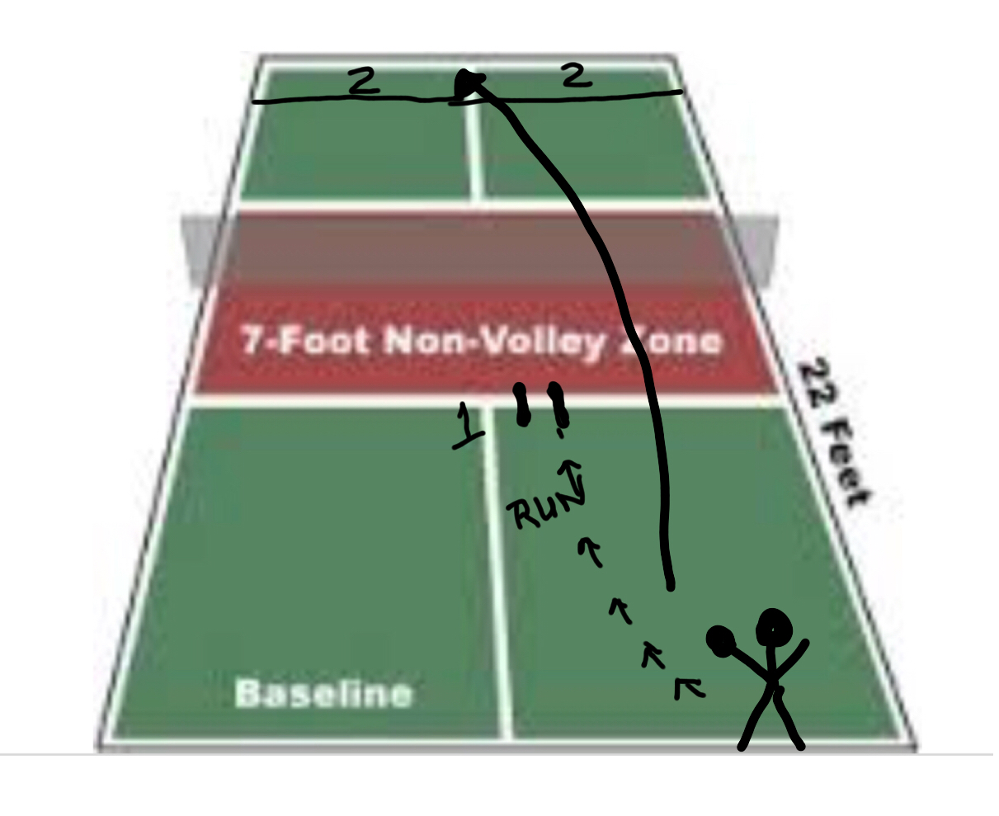 2 2
7-Foot Non-Volley Zone
22 Feet
1
RUN
Baseline